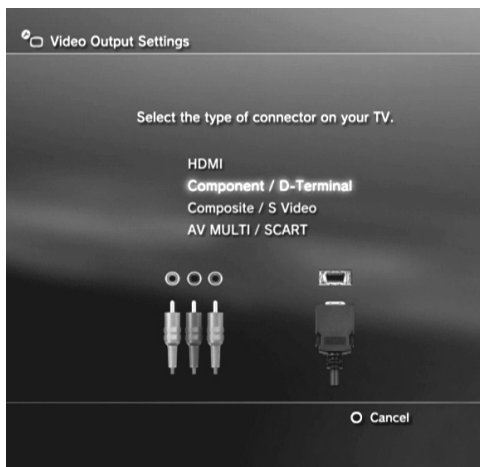 Video Output Settings
Select the type of connector on your TV.
HDMI
Component / D-Terminal
Composite / S Video
AV MULTI / SCART
Cancel